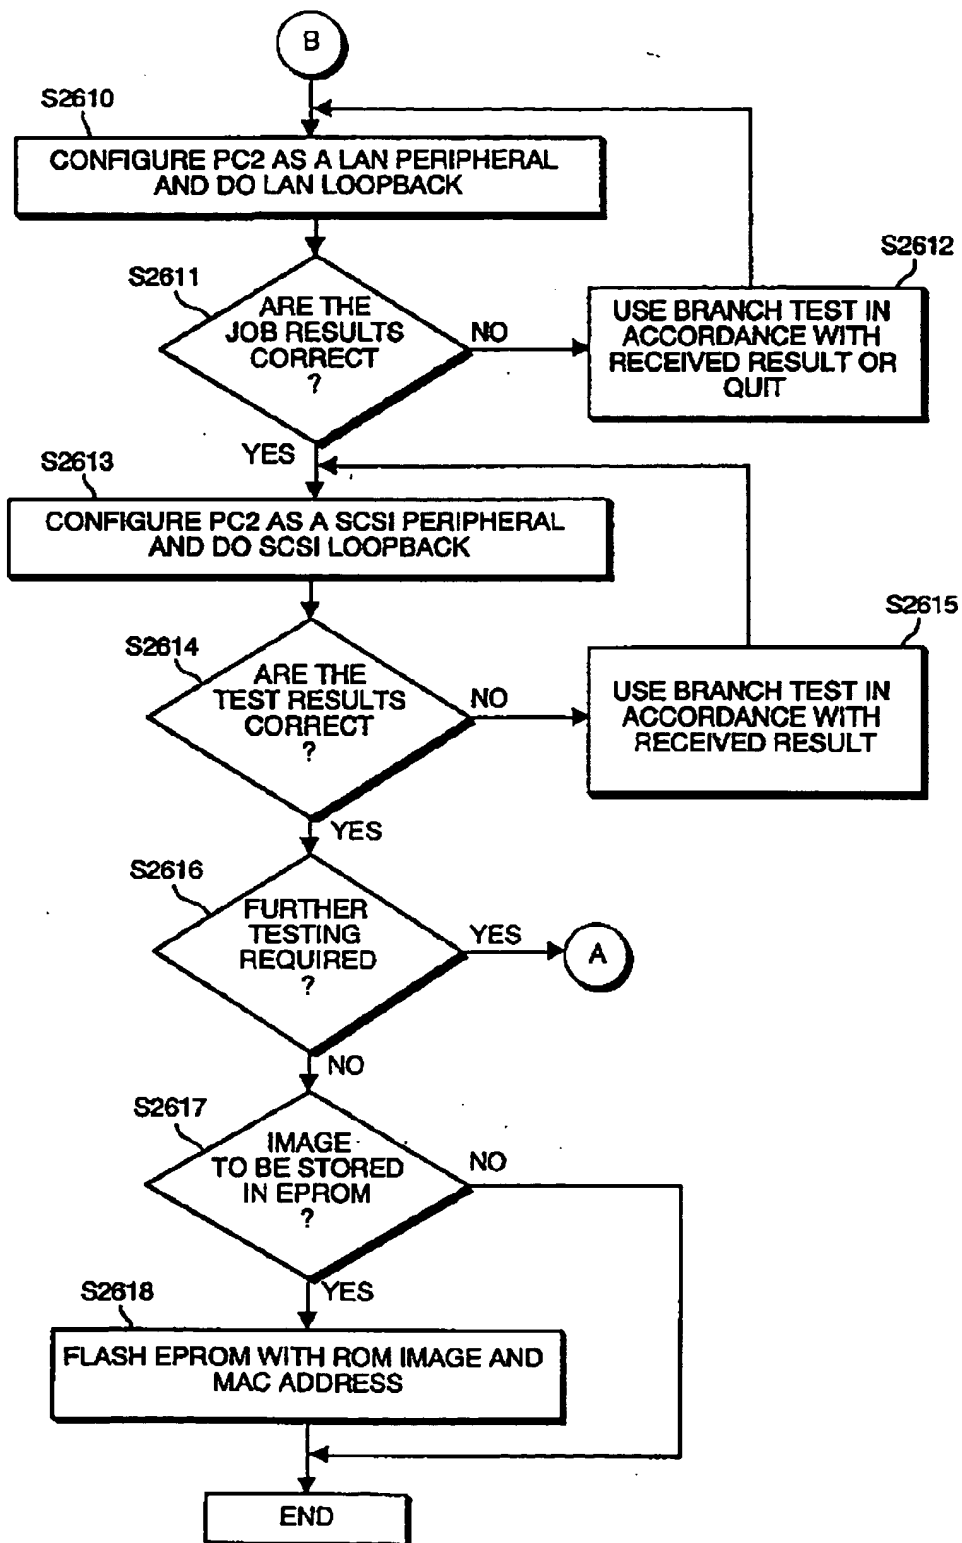 B
S2610
CONFIGURE PC2 AS A LAN PERIPHERAL
AND DO LAN LOOPBACK
S2611
ARE THE
JOB RESULTS
CORRECT
?
NO
S2612
USE BRANCH TEST IN
ACCORDANCE WITH
RECEIVED RESULT OR
QUIT
YES
S2613
CONFIGURE PC2 AS A SCSI PERIPHERAL
AND DO SCSI LOOPBACK
S2614
ARE THE
TEST RESULTS
CORRECT
?
NO
S2615
USE BRANCH TEST IN
ACCORDANCE WITH
RECEIVED RESULT
YES
S2616
FURTHER
TESTING
REQUIRED
?
YES
A
NO
S2617
IMAGE
TO BE STORED
IN EPROM
?
NO
YES
S2618
FLASH EPROM WITH ROM IMAGE AND
MAC ADDRESS
END